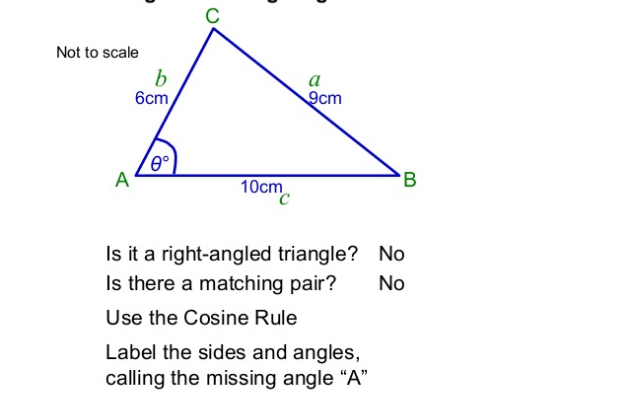 C
Not to scale
b
a
6cm
9cm
θ°
A
B
10cm
c
Is it a right-angled triangle? No
Is there a matching pair? No
Use the Cosine Rule
Label the sides and angles,
calling the missing angle “A”